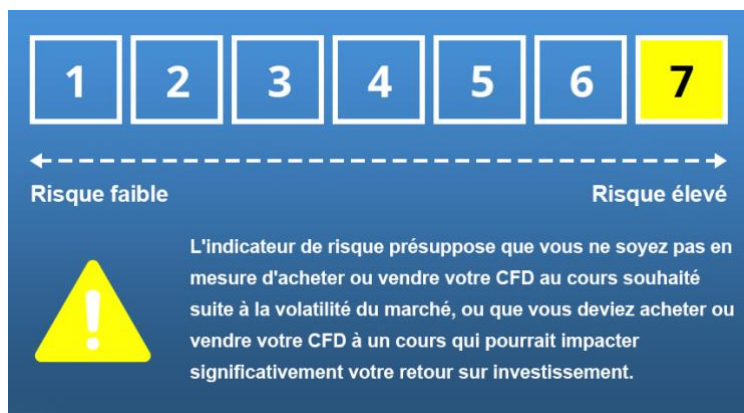 1 2 3 4 5 6 7
Risque faible Risque élevé
L'indicateur de risque présuppose que vous ne soyez pas en
mesure d'acheter ou vendre votre CFD au cours souhaité
suite à la volatilité du marché, ou que vous deviez acheter ou
vendre votre CFD à un cours qui pourrait impacter
significativement votre retour sur investissement.